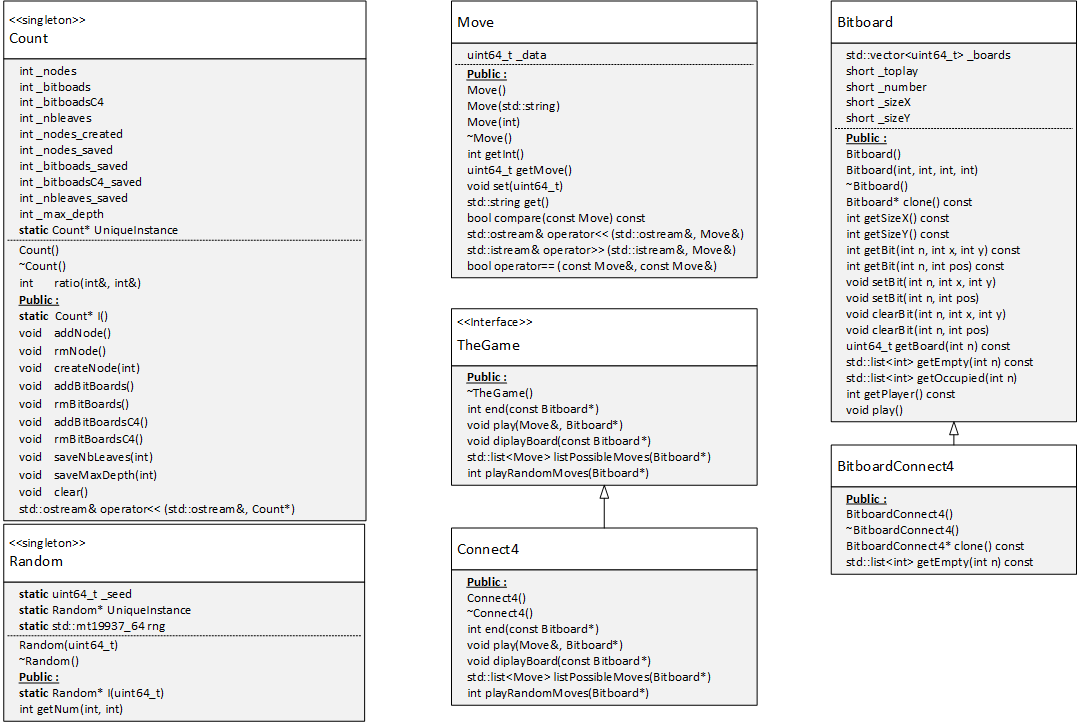 <<singleton>>
Count
int _nodes
int _bitboads
int _bitboadsC4
int _nbleaves
int _nodes_created
int _nodes_saved
int _bitboads_saved
int _bitboadsC4_saved
int _nbleaves_saved
int _max_depth
static Count* UniqueInstance
Count()
~Count()
int ratio(int&, int&)
Public :
static Count* I()
void addNode()
void rmNode()
void createNode(int)
void addBitBoards()
void rmBitBoards()
void addBitBoardsC4()
void rmBitBoardsC4()
void saveNbLeaves(int)
void saveMaxDepth(int)
void clear()
std::ostream& operator<< (std::ostream&, Count*)
<<singleton>>
Random
static uint64_t _seed
static Random* UniqueInstance
static std::mt19937_64 rng
Random(uint64_t)
~Random()
Public :
static Random* I(uint64_t)
int getNum(int, int)
Move
uint64_t _data
Public :
Move()
Move(std::string)
Move(int)
~Move()
int getInt()
uint64_t getMove()
void set(uint64_t)
std::string get()
bool compare(const Move) const
std::ostream& operator<< (std::ostream&, Move&)
std::istream& operator>> (std::istream&, Move&)
bool operator== (const Move&, const Move&)
<<Interface>>
TheGame
Public :
~TheGame()
int end(const Bitboard*)
void play(Move&, Bitboard*)
void diplayBoard(const Bitboard*)
std::list<Move> listPossibleMoves(Bitboard*)
int playRandomMoves(Bitboard*)
Connect4
Public :
Connect4()
~Connect4()
int end(const Bitboard*)
void play(Move&, Bitboard*)
void diplayBoard(const Bitboard*)
std::list<Move> listPossibleMoves(Bitboard*)
int playRandomMoves(Bitboard*)
Bitboard
std::vector<uint64_t> _boards
short _toplay
short _number
short _sizeX
short _sizeY
Public :
Bitboard()
Bitboard(int, int, int, int)
~Bitboard()
Bitboard* clone() const
int getSizeX() const
int getSizeY() const
int getBit(int n, int x, int y) const
int getBit(int n, int pos) const
void setBit(int n, int x, int y)
void setBit(int n, int pos)
void clearBit(int n, int x, int y)
void clearBit(int n, int pos)
uint64_t getBoard(int n) const
std::list<int> getEmpty(int n) const
std::list<int> getOccupied(int n)
int getPlayer() const
void play()
BitboardConnect4
Public :
BitboardConnect4()
~BitboardConnect4()
BitboardConnect4* clone() const
std::list<int> getEmpty(int n) const